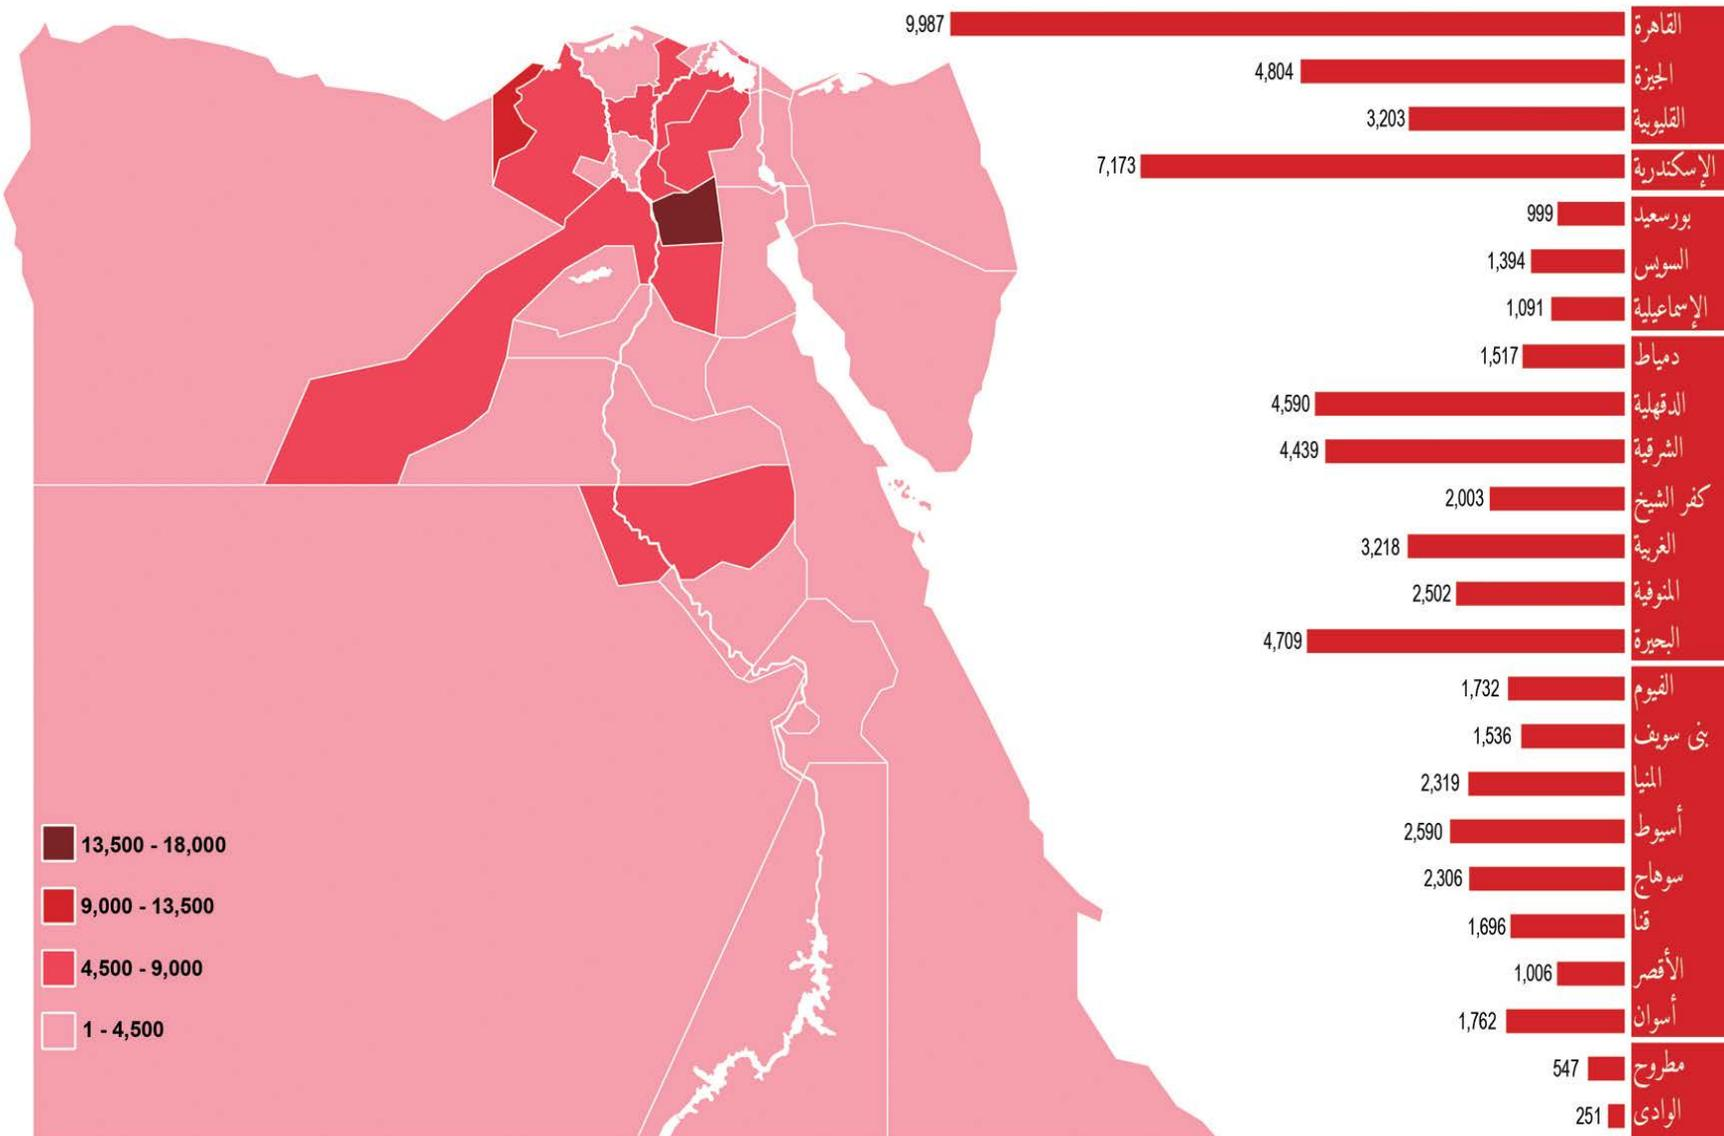 9,987 القاهرة
4,804 الجيزة
3,203 القليوبية
7,173 الإسكندرية
999 بورسعيد
1,394 السويس
1,091 الإسماعيلية
1,517 دمياط
4,590 الدقهلية
4,439 الشرقية
2,003 كفر الشيخ
3,218 الغربية
2,502 المنوفية
4,709 البحيرة
1,732 الفيوم
1,536 بنى سويف
2,319 المنيا
2,590 أسيوط
2,306 سوهاج
1,696 قنا
1,006 الأقصر
1,762 أسوان
547 مطروح
251 الوادى
13,500 - 18,000
9,000 - 13,500
4,500 - 9,000
1 - 4,500